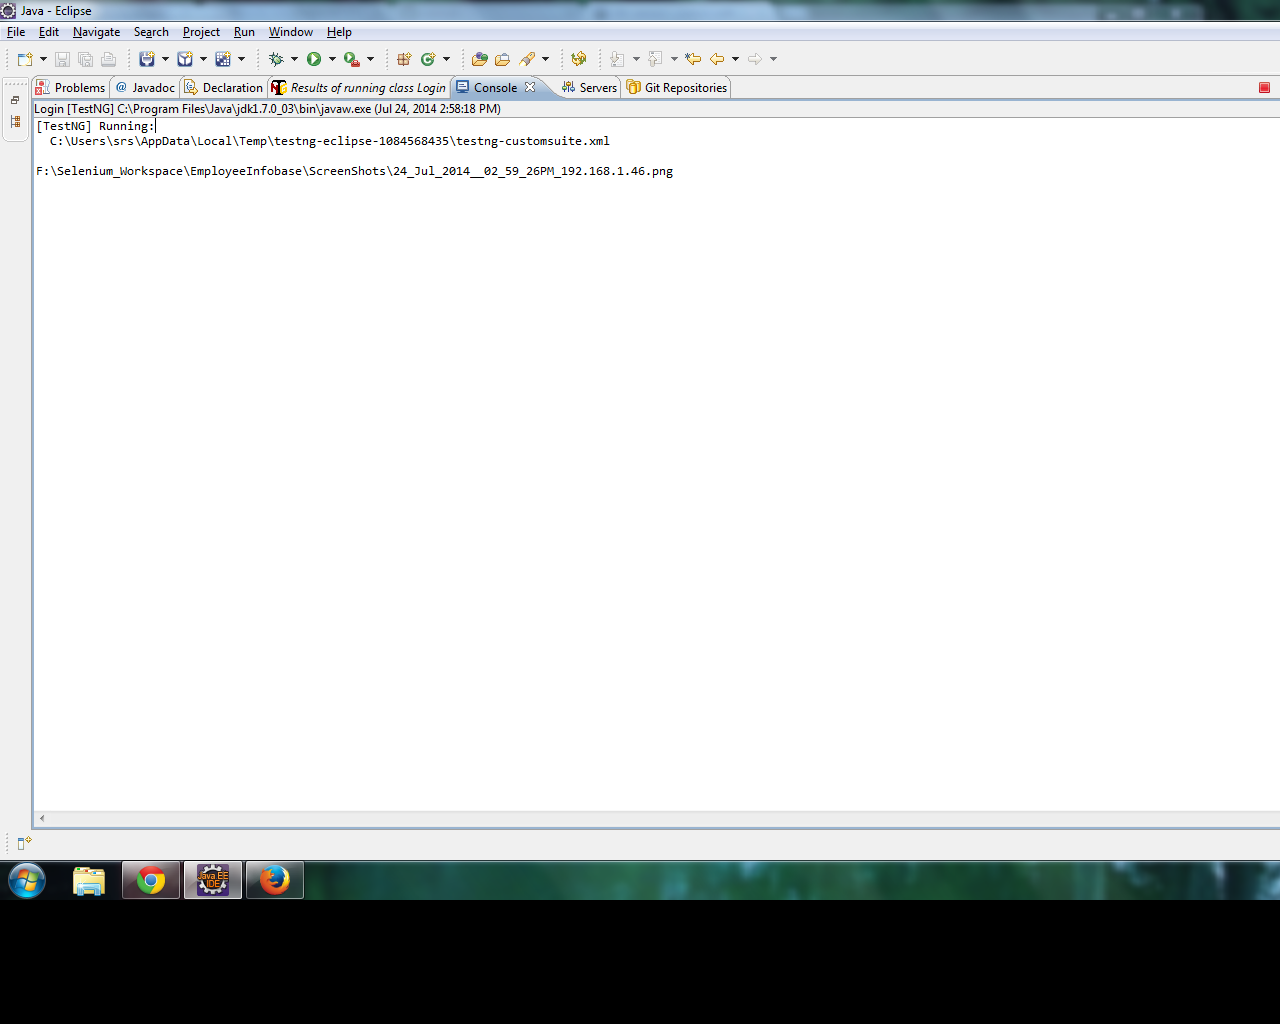 Java - Eclipse
File Edit Navigate Search Project Run Window Help
Problems @ Javadoc Declaration Results of running class Login Console Servers Git Repositories
Login [TestNG] C:\Program Files\Java\jdk1.7.0_03\bin\javaw.exe (Jul 24, 2014 2:58:18 PM)
[TestNG] Running:
C:\Users\srs\AppData\Local\Temp\testng-eclipse-1084568435\testng-customsuite.xml
F:\Selenium_Workspace\EmployeeInfobase\ScreenShots\24_Jul_2014__02_59_26PM_192.168.1.46.png
Java EE
IDE